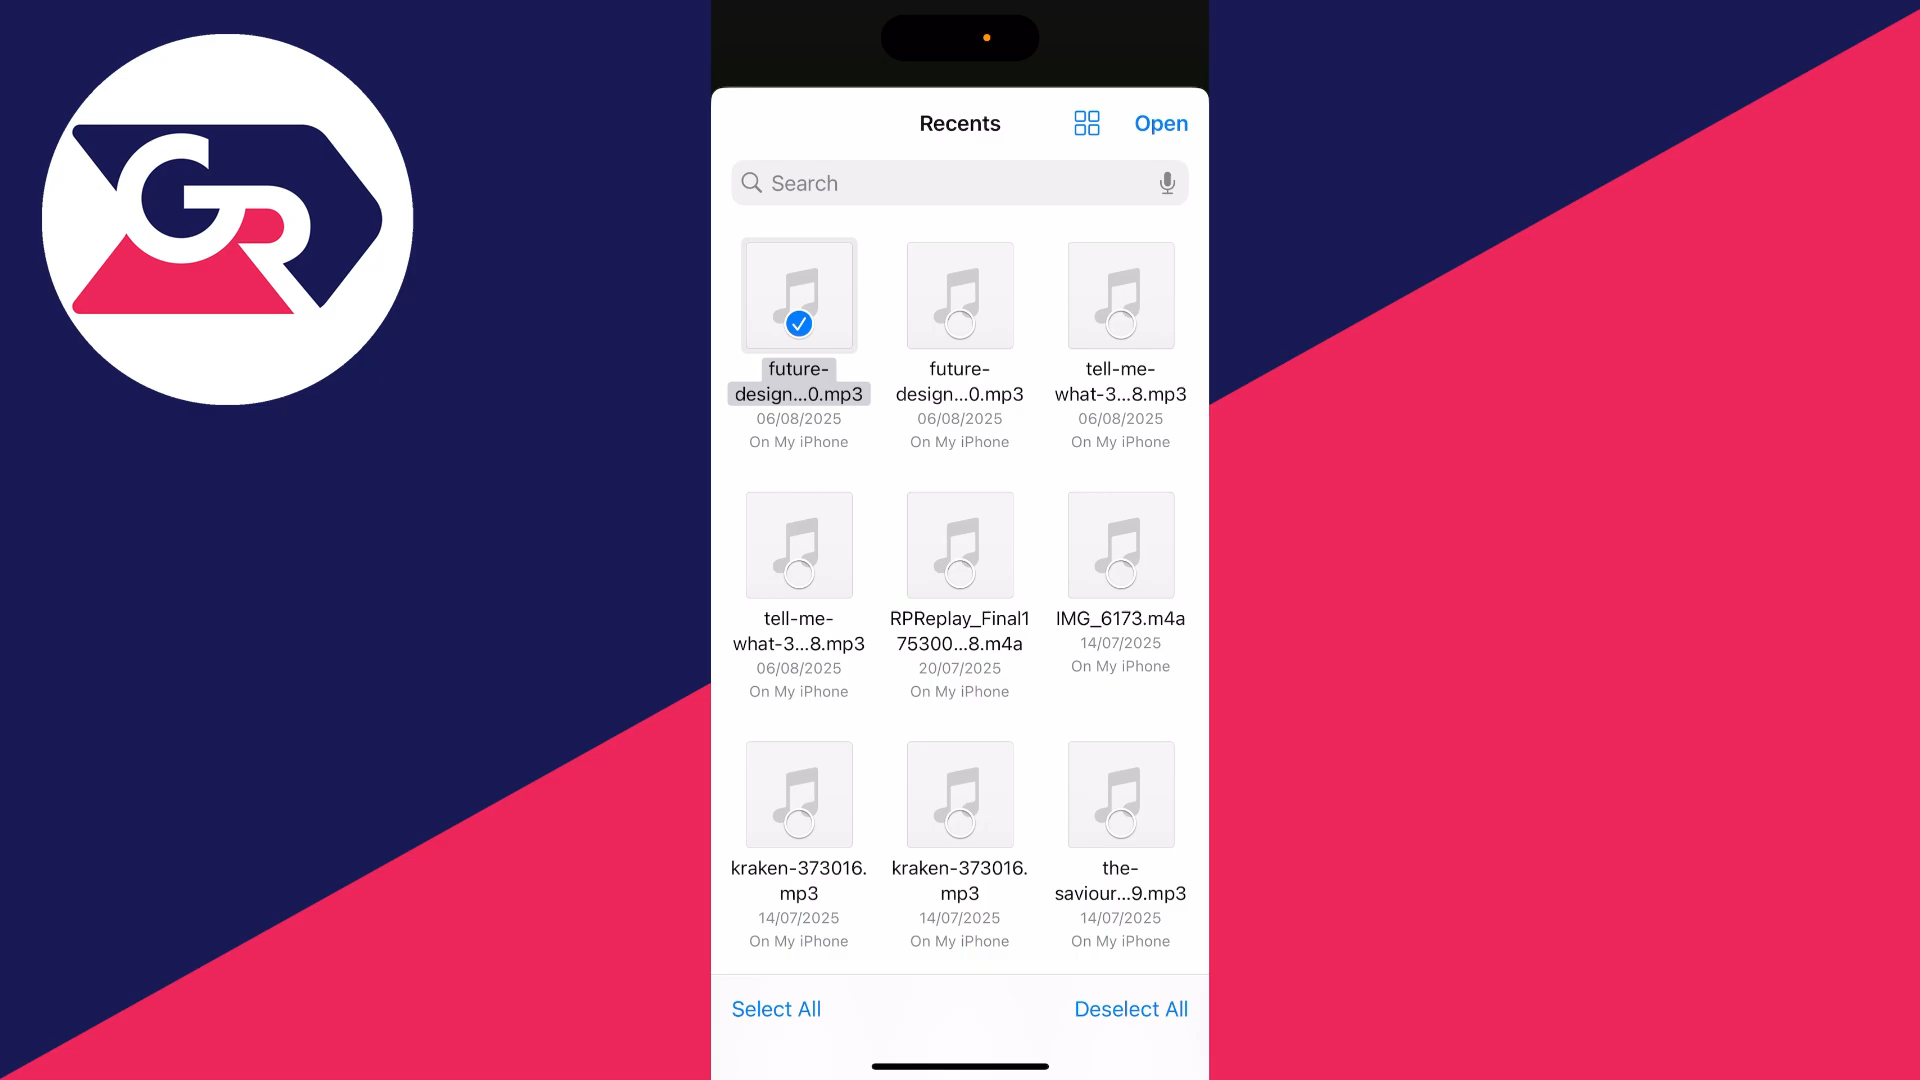 GR
Recents
Open
Search
future-
design...0.mp3
06/08/2025
On My iPhone
future-
design...0.mp3
06/08/2025
On My iPhone
tell-me-
what-3...8.mp3
06/08/2025
On My iPhone
tell-me-
what-3...8.mp3
06/08/2025
On My iPhone
RPReplay_Final1
75300...8.m4a
20/07/2025
On My iPhone
IMG_6173.m4a
14/07/2025
On My iPhone
kraken-373016.
mp3
14/07/2025
On My iPhone
kraken-373016.
mp3
14/07/2025
On My iPhone
the-
saviour...9.mp3
14/07/2025
On My iPhone
Select All
Deselect All